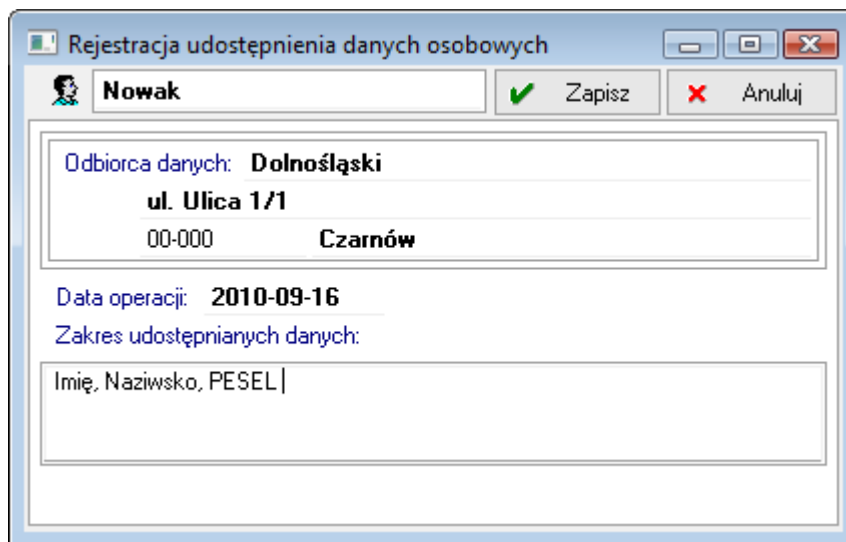 Rejestracja udostępnienia danych osobowych
Nowak Zapisz Anuluj
Odbiorca danych: Dolnośląski
ul. Ulica 1/1
00-000 Czarnów
Data operacji: 2010-09-16
Zakres udostępnianych danych:
Imię, Naziwsko, PESEL